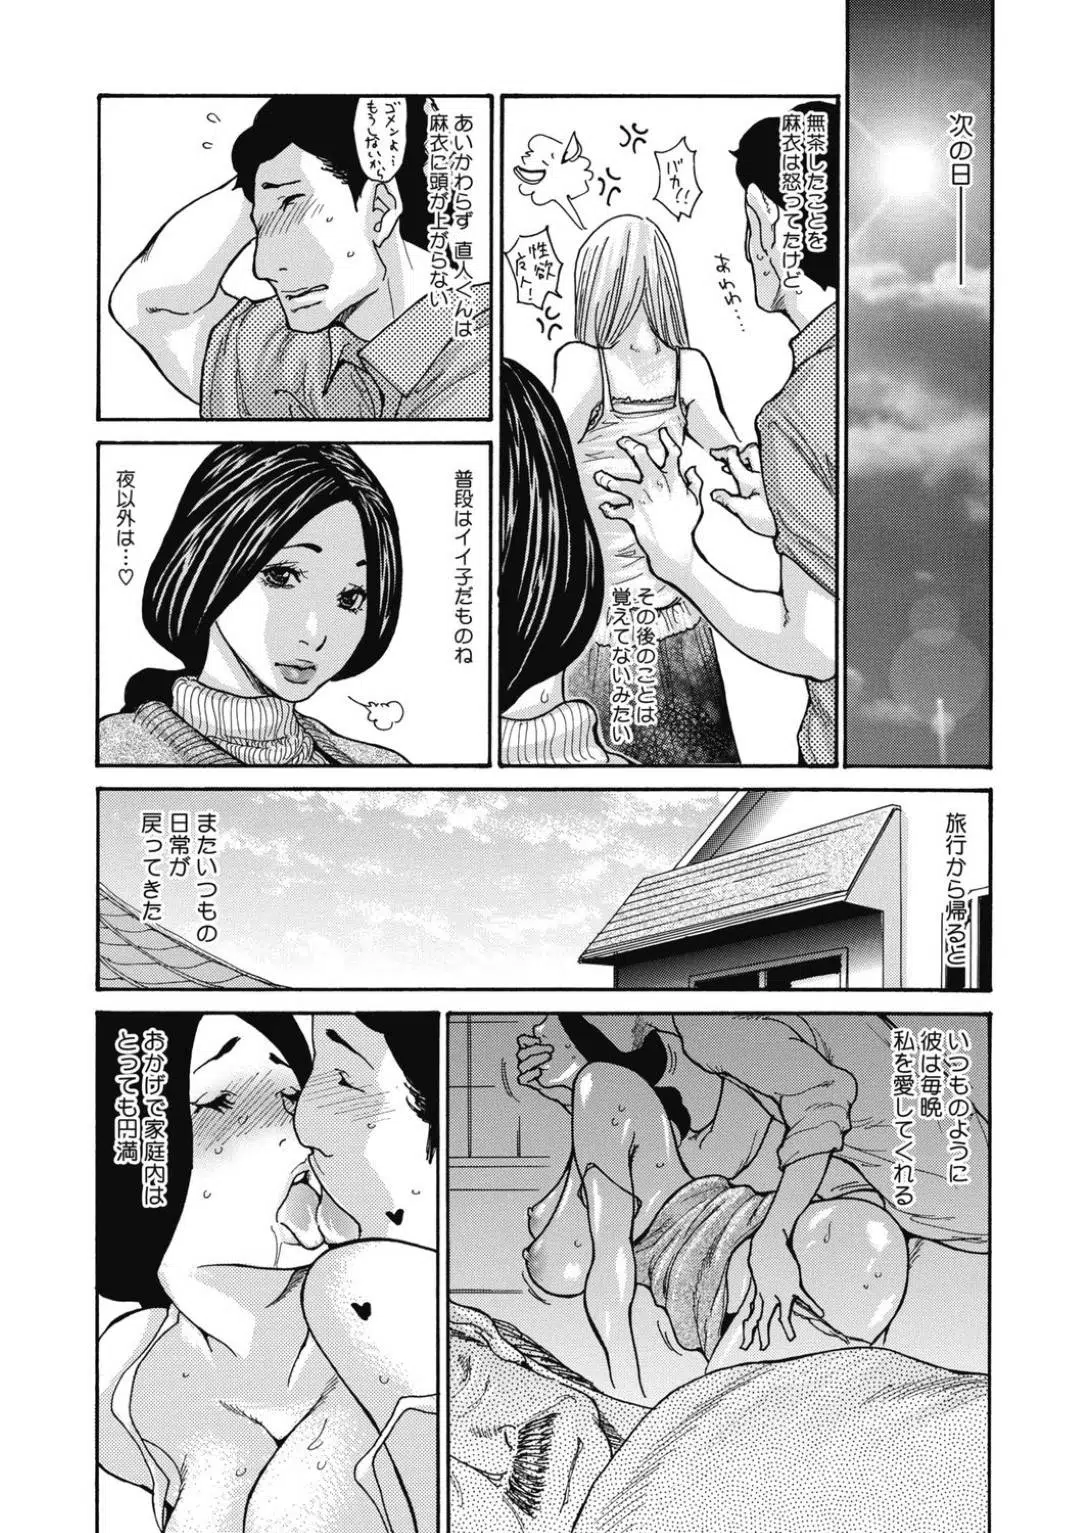 次の日――
無茶したことを
麻衣は怒ってたけど、
バカ!!
性欲
友人!
あわわ…
その後のことは
覚えてないみたい
ゴメンよ…
もうしないから
あいかわらず 直人くんは
麻衣に頭が上がらない
普段はイイ子だものね
夜以外は…♡
旅行から帰ると
またいつもの
日常が
戻ってきた
いつものように
彼は毎晩
私を愛してくれる
おかげで家庭内は
とっても円満